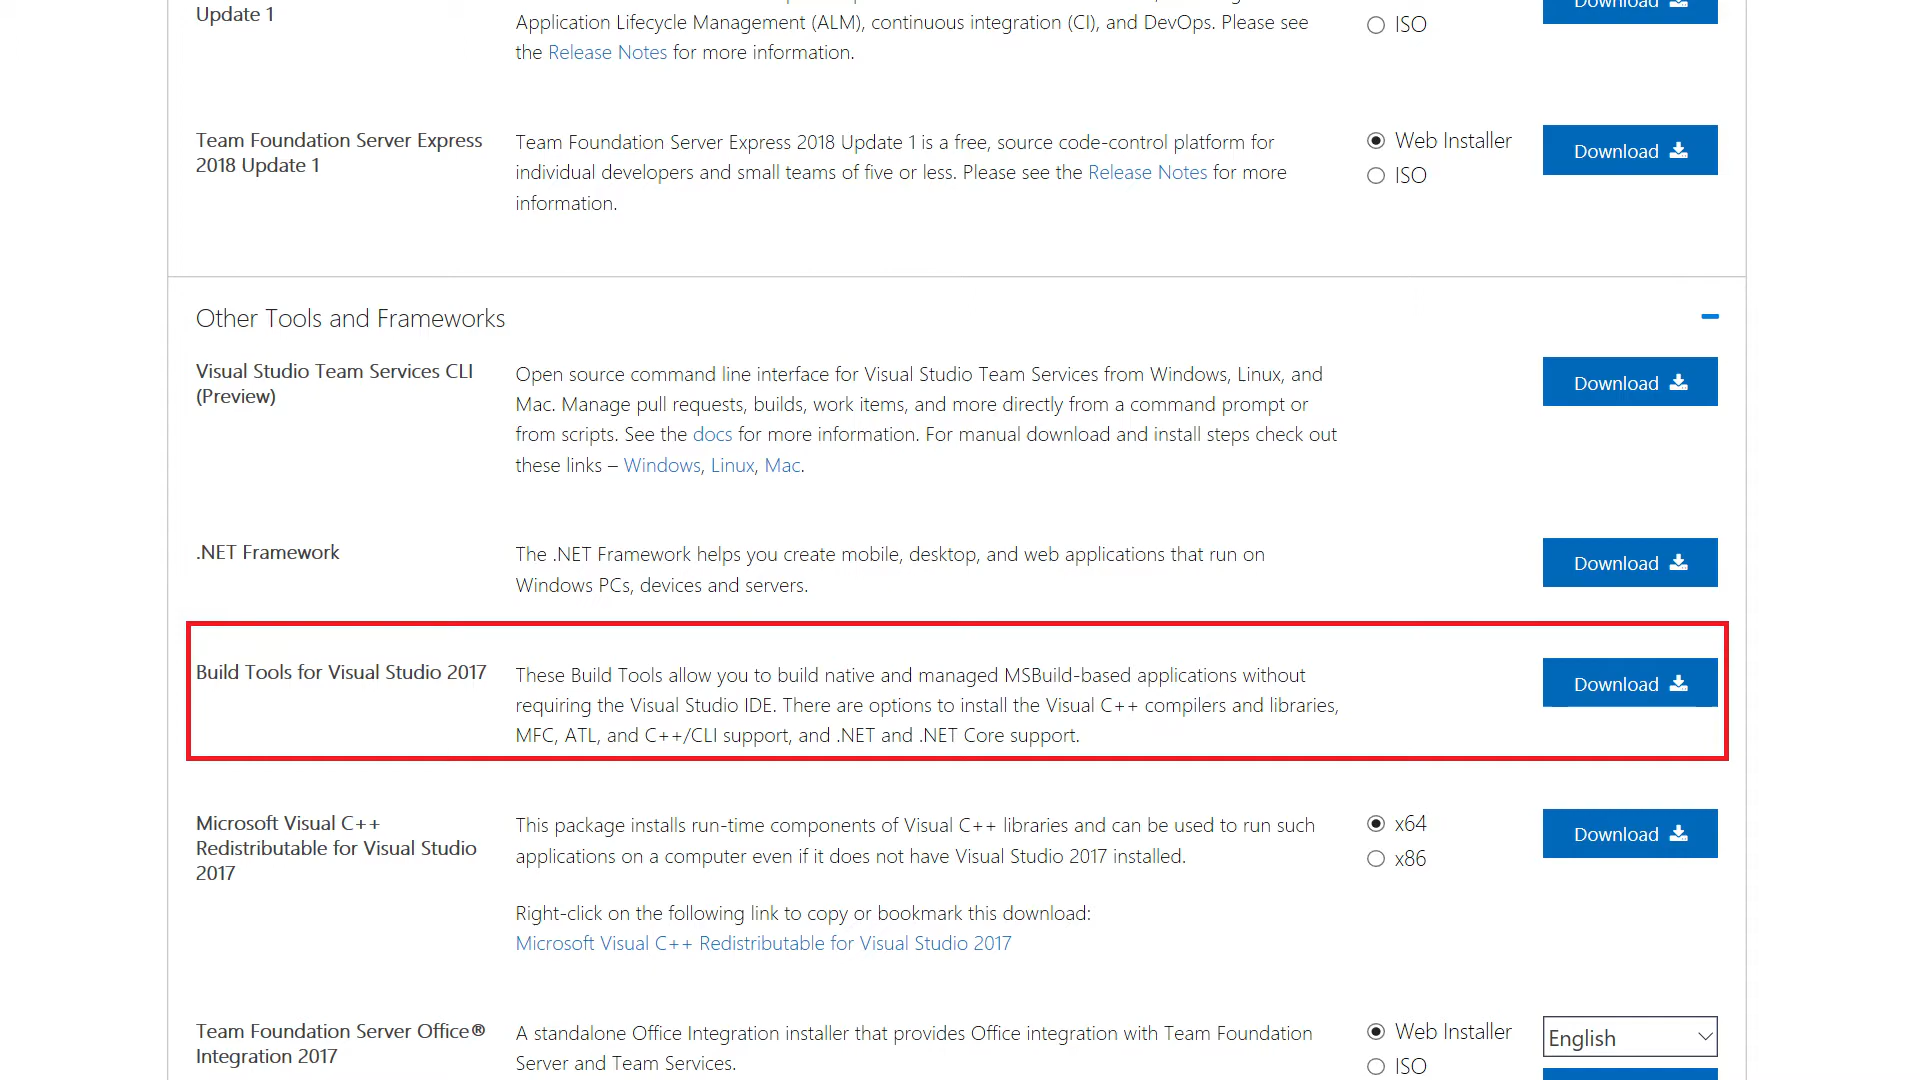 Update 1
Application Lifecycle Management (ALM), continuous integration (CI), and DevOps. Please see
the Release Notes for more information.
ISO
Download
Team Foundation Server Express
2018 Update 1
Team Foundation Server Express 2018 Update 1 is a free, source code-control platform for
individual developers and small teams of five or less. Please see the Release Notes for more
information.
Web Installer
ISO
Download
Other Tools and Frameworks
Visual Studio Team Services CLI
(Preview)
Open source command line interface for Visual Studio Team Services from Windows, Linux, and
Mac. Manage pull requests, builds, work items, and more directly from a command prompt or
from scripts. See the docs for more information. For manual download and install steps check out
these links – Windows, Linux, Mac.
Download
.NET Framework
The .NET Framework helps you create mobile, desktop, and web applications that run on
Windows PCs, devices and servers.
Download
Build Tools for Visual Studio 2017
These Build Tools allow you to build native and managed MSBuild-based applications without
requiring the Visual Studio IDE. There are options to install the Visual C++ compilers and libraries,
MFC, ATL, and C++/CLI support, and .NET and .NET Core support.
Download
Microsoft Visual C++
Redistributable for Visual Studio
2017
This package installs run-time components of Visual C++ libraries and can be used to run such
applications on a computer even if it does not have Visual Studio 2017 installed.
Right-click on the following link to copy or bookmark this download:
Microsoft Visual C++ Redistributable for Visual Studio 2017
x64
x86
Download
Team Foundation Server Office®
Integration 2017
A standalone Office Integration installer that provides Office integration with Team Foundation
Server and Team Services.
Web Installer
ISO
English